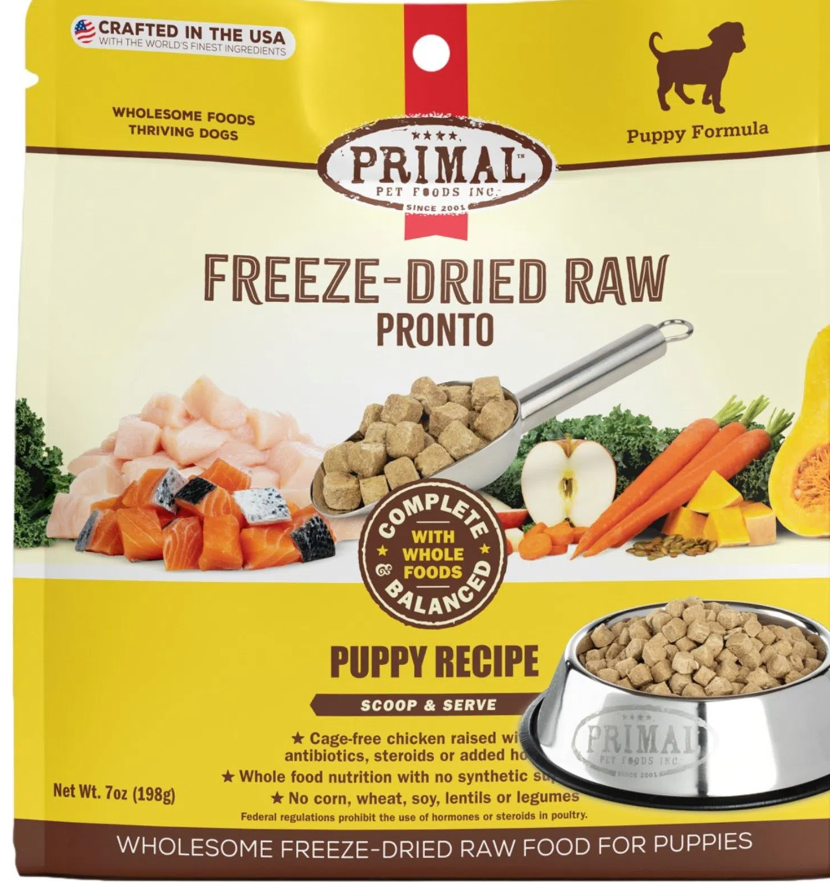 CRAFTED IN THE USA
WITH THE WORLD'S FINEST INGREDIENTS
WHOLESOME FOODS
THRIVING DOGS
Puppy Formula
PRIMAL™
PET FOODS INC.
SINCE 2001
FREEZE-DRIED RAW
PRONTO
COMPLETE
WITH
WHOLE
FOODS
& BALANCED
PUPPY RECIPE
SCOOP & SERVE
★ Cage-free chicken raised
antibiotics, steroids or added
★ Whole food nutrition with no synthetic
★ No corn, wheat, soy, lentils or legumes
Federal regulations prohibit the use of hormones or steroids in poultry.
PRIMAL
PET FOODS INC.
SINCE 2001
Net Wt. 7oz (198g)
WHOLESOME FREEZE-DRIED RAW FOOD FOR PUPPIES